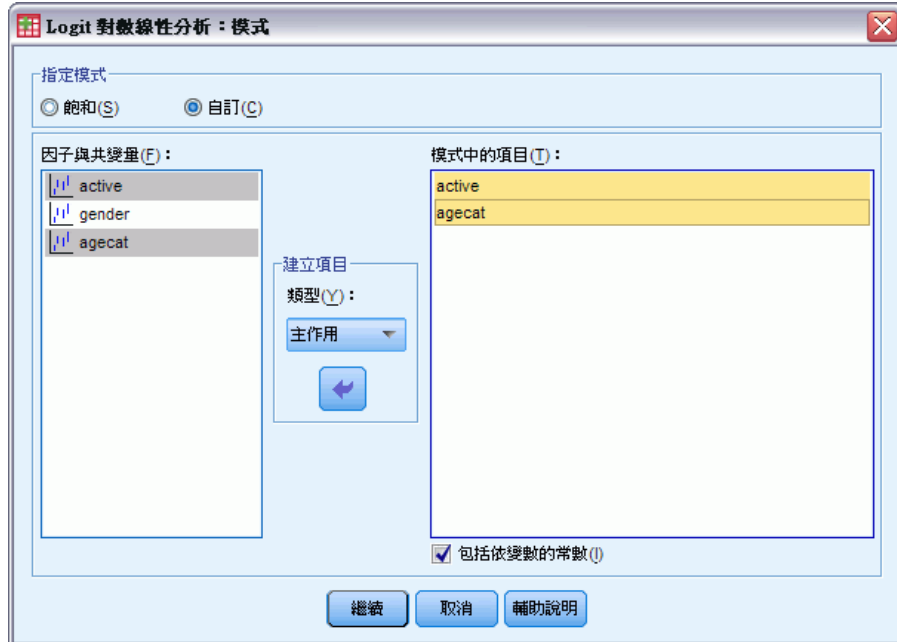 Logit 對數線性分析：模式
指定模式
飽和(S)
自訂(C)
因子與共變量(F)：
active
gender
agecat
建立項目
類型(Y)：
主作用
模式中的項目(T)：
active
agecat
包括依變數的常數(I)
繼續
取消
輔助說明